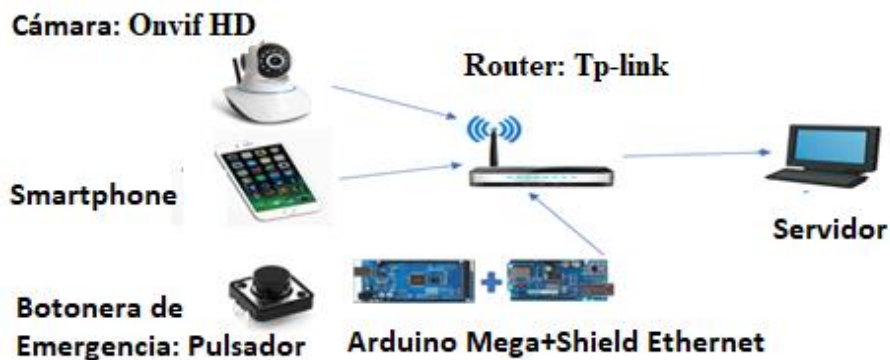 Cámara: Onvif HD
Router: Tp-link
Smartphone
Servidor
Botonera de
Emergencia: Pulsador
Arduino Mega+Shield Ethernet